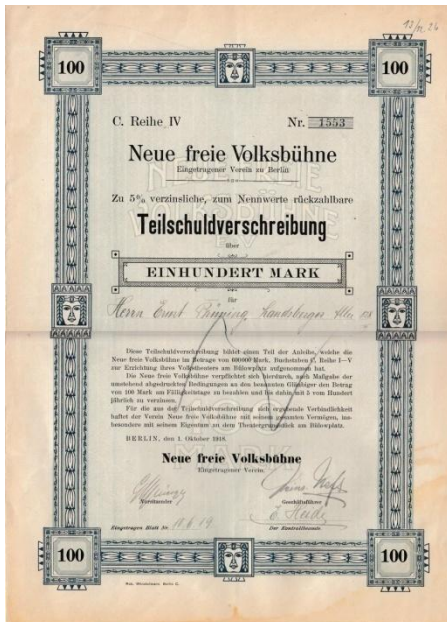 12/12 24
100
100
C. Reihe IV Nr. 1553
Neue freie Volksbühne
Eingetragener Verein zu Berlin
Zu 5% verzinsliche, zum Nennwerte rückzahlbare
Teilschuldverschreibung
über
EINHUNDERT MARK
für
Herrn Ernst Landsberger Allee
Diese Teilschuldverschreibung bildet einen Teil der Anleihe, welche die
Neue freie Volksbühne im Betrage von 600000 Mark, Buchstaben C, Reihe I—V
zur Errichtung ihres Volkstheaters am Bülowplatz aufgenommen hat.
Die Neue freie Volksbühne verpflichtet sich hierdurch, nach Maßgabe der
umstehend abgedruckten Bedingungen an den benannten Gläubiger den Betrag
von 100 Mark am Fälligkeitstage zu bezahlen und bis dahin mit 5 vom Hundert
jährlich zu verzinsen.
Für die aus der Teilschuldverschreibung sich ergebende Verbindlichkeit
haftet der Verein Neue freie Volksbühne mit seinem gesamten Vermögen, ins-
besondere mit seinem Eigentum an dem Theatergrundstück am Bülowplatz.
BERLIN, den 1. Oktober 1918.
Neue freie Volksbühne
Eingetragener Verein.
Vorsitzender
Geschäftsführer
Eingetragen Blatt Nr.
Der Kontrollbeamte
100
100